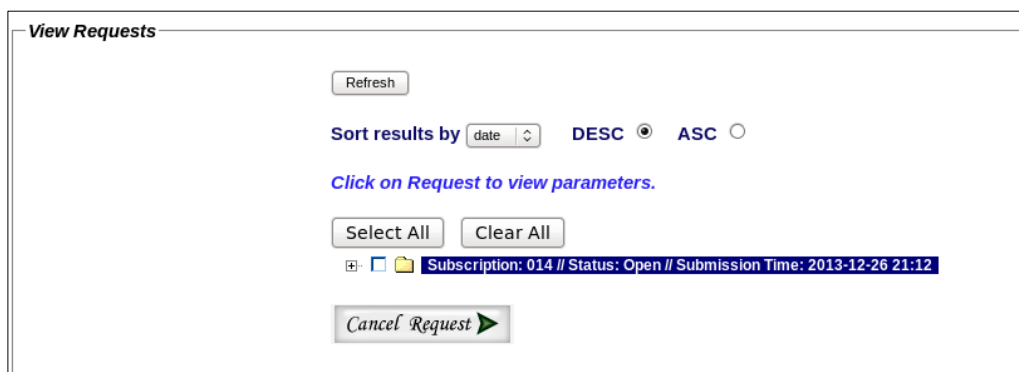 View Requests
Refresh
Sort results by date DESC ASC
Click on Request to view parameters.
Select All Clear All
Subscription: 014 // Status: Open // Submission Time: 2013-12-26 21:12
Cancel Request